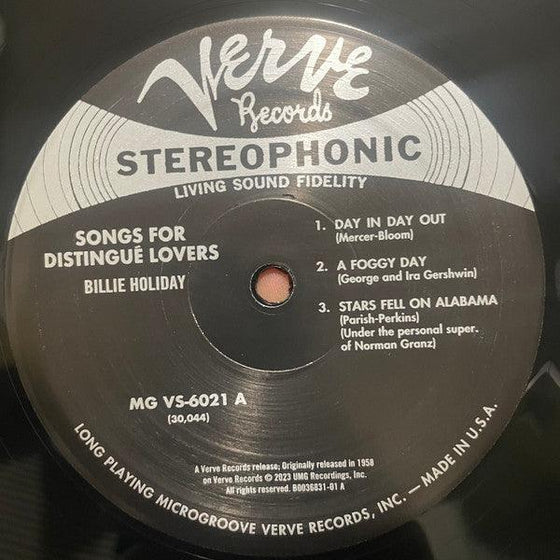 Verve
Records
STEREOPHONIC
LIVING SOUND FIDELITY
SONGS FOR
DISTINGUÉ LOVERS
BILLIE HOLIDAY
1. DAY IN DAY OUT
(Mercer-Bloom)
2. A FOGGY DAY
(George and Ira Gershwin)
3. STARS FELL ON ALABAMA
(Parish-Perkins)
(Under the personal super.
of Norman Granz)
MG VS-6021 A
(30,044)
A Verve Records release; Originally released in 1958
on Verve Records © 2023 UMG Recordings, Inc.
All rights reserved. B0036831-01 A
LONG PLAYING MICROGROOVE VERVE RECORDS, INC. — MADE IN U.S.A.